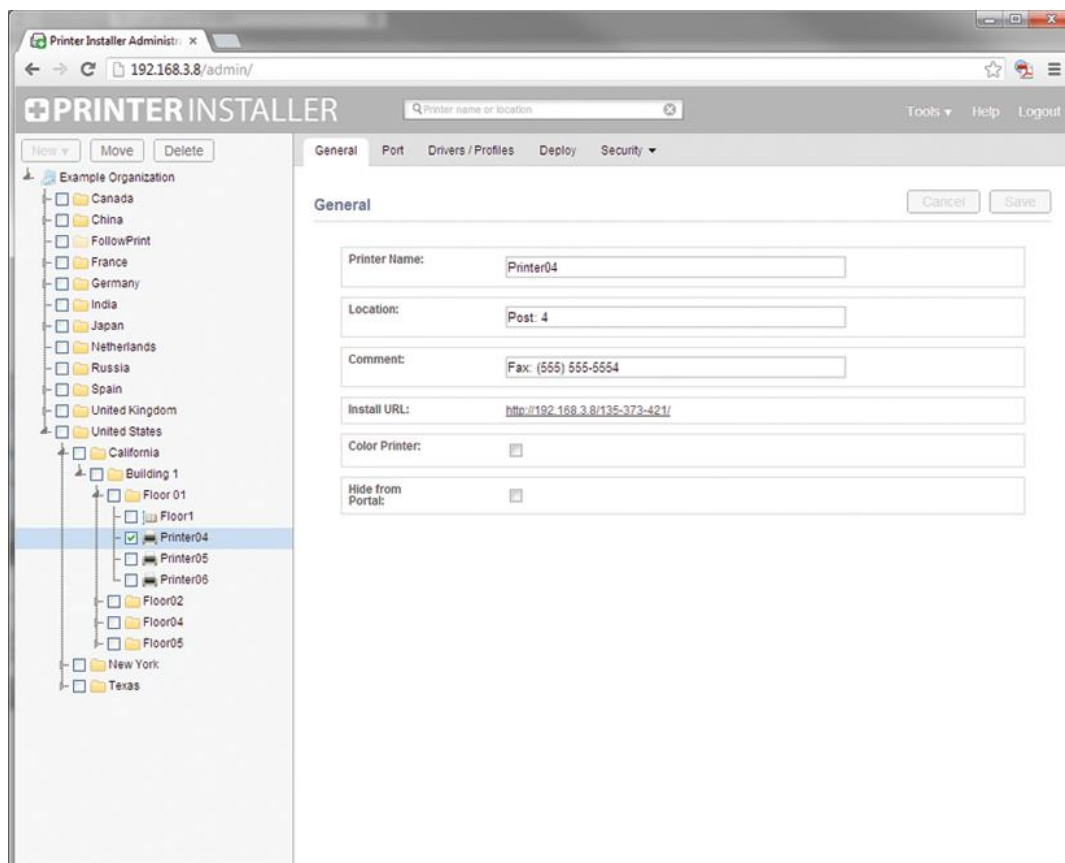 Printer Installer Administra
192.168.3.8/admin/
PRINTER INSTALLER
Printer name or location
Tools Help Logout
New Move Delete
General Port Drivers / Profiles Deploy Security
Example Organization
Canada
China
FollowPrint
France
Germany
India
Japan
Netherlands
Russia
Spain
United Kingdom
United States
California
Building 1
Floor 01
Floor1
Printer04
Printer05
Printer06
Floor02
Floor04
Floor05
New York
Texas
General
Cancel Save
Printer Name: Printer04
Location: Post: 4
Comment: Fax: (555) 555-5554
Install URL: http://192.168.3.8/135-373-421/
Color Printer:
Hide from
Portal: